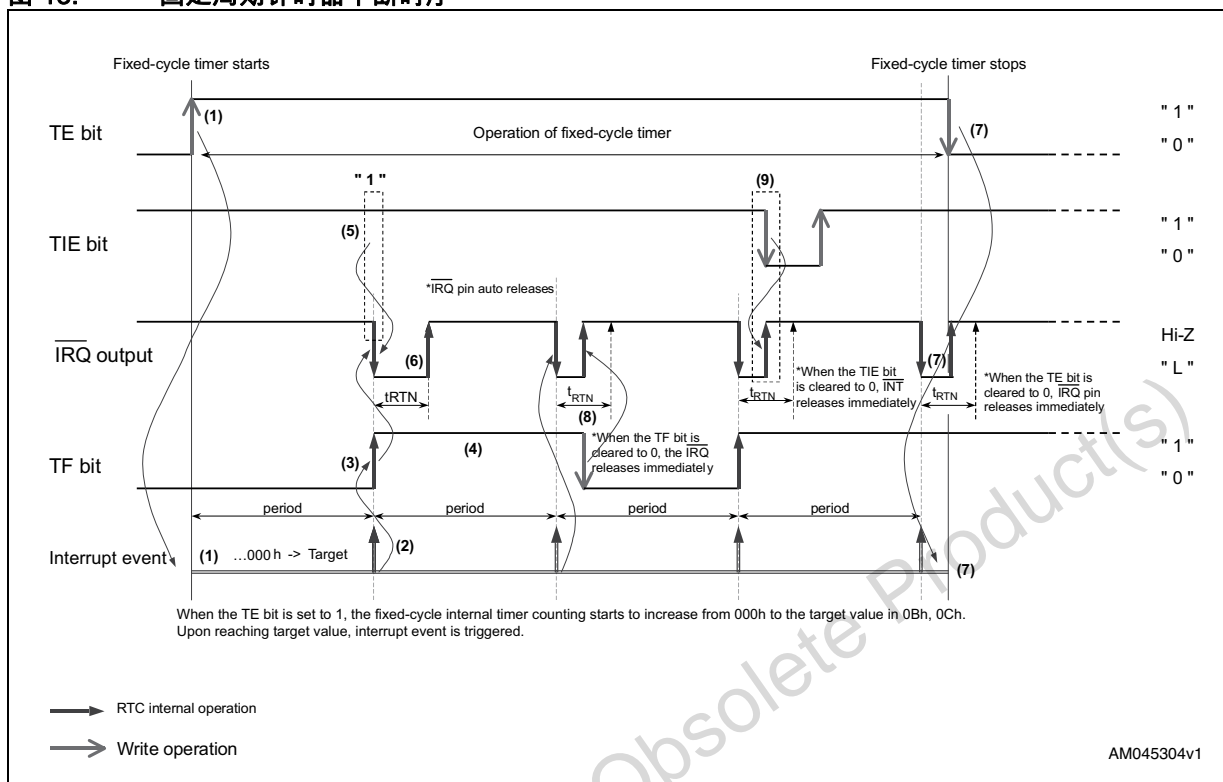 Fixed-cycle timer starts
Fixed-cycle timer stops
TE bit
(1)
Operation of fixed-cycle timer
(7)
" 1 "
" 0 "
" 1 "
(9)
TIE bit
(5)
" 1 "
" 0 "
*IRQ pin auto releases
IRQ output
(6)
tRTN
tRTN
(8)
tRTN
*When the TIE bit
is cleared to 0, INT
releases immediately
(7)
tRTN
*When the TE bit is
cleared to 0, IRQ pin
releases immediately
Hi-Z
" L "
TF bit
(3)
(4)
*When the TF bit is
cleared to 0, the IRQ
releases immediately
" 1 "
" 0 "
period
period
period
period
Interrupt event
(1) ...000 h -> Target
(2)
(7)
When the TE bit is set to 1, the fixed-cycle internal timer counting starts to increase from 000h to the target value in 0Bh, 0Ch.
Upon reaching target value, interrupt event is triggered.
RTC internal operation
Write operation
AM045304v1
Obsolete Product(s)